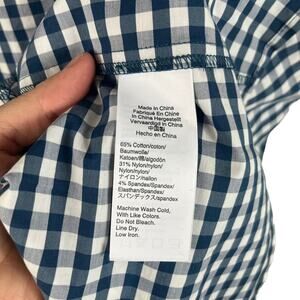 Made In China
Fabriqué En Chine
In China Hergestellt
Vervaardigd In China
中国製
Hecho en China
65% Cotton/coton/
Baumwolle/
Katoen/綿/algodón
31% Nylon/nylon/
Nylon/nylon/
ナイロン/nailon
4% Spandex/Spandex/
Elasthan/Spandex/
スパンデックス/spandex
Machine Wash Cold,
With Like Colors.
Do Not Bleach.
Line Dry.
Low Iron.